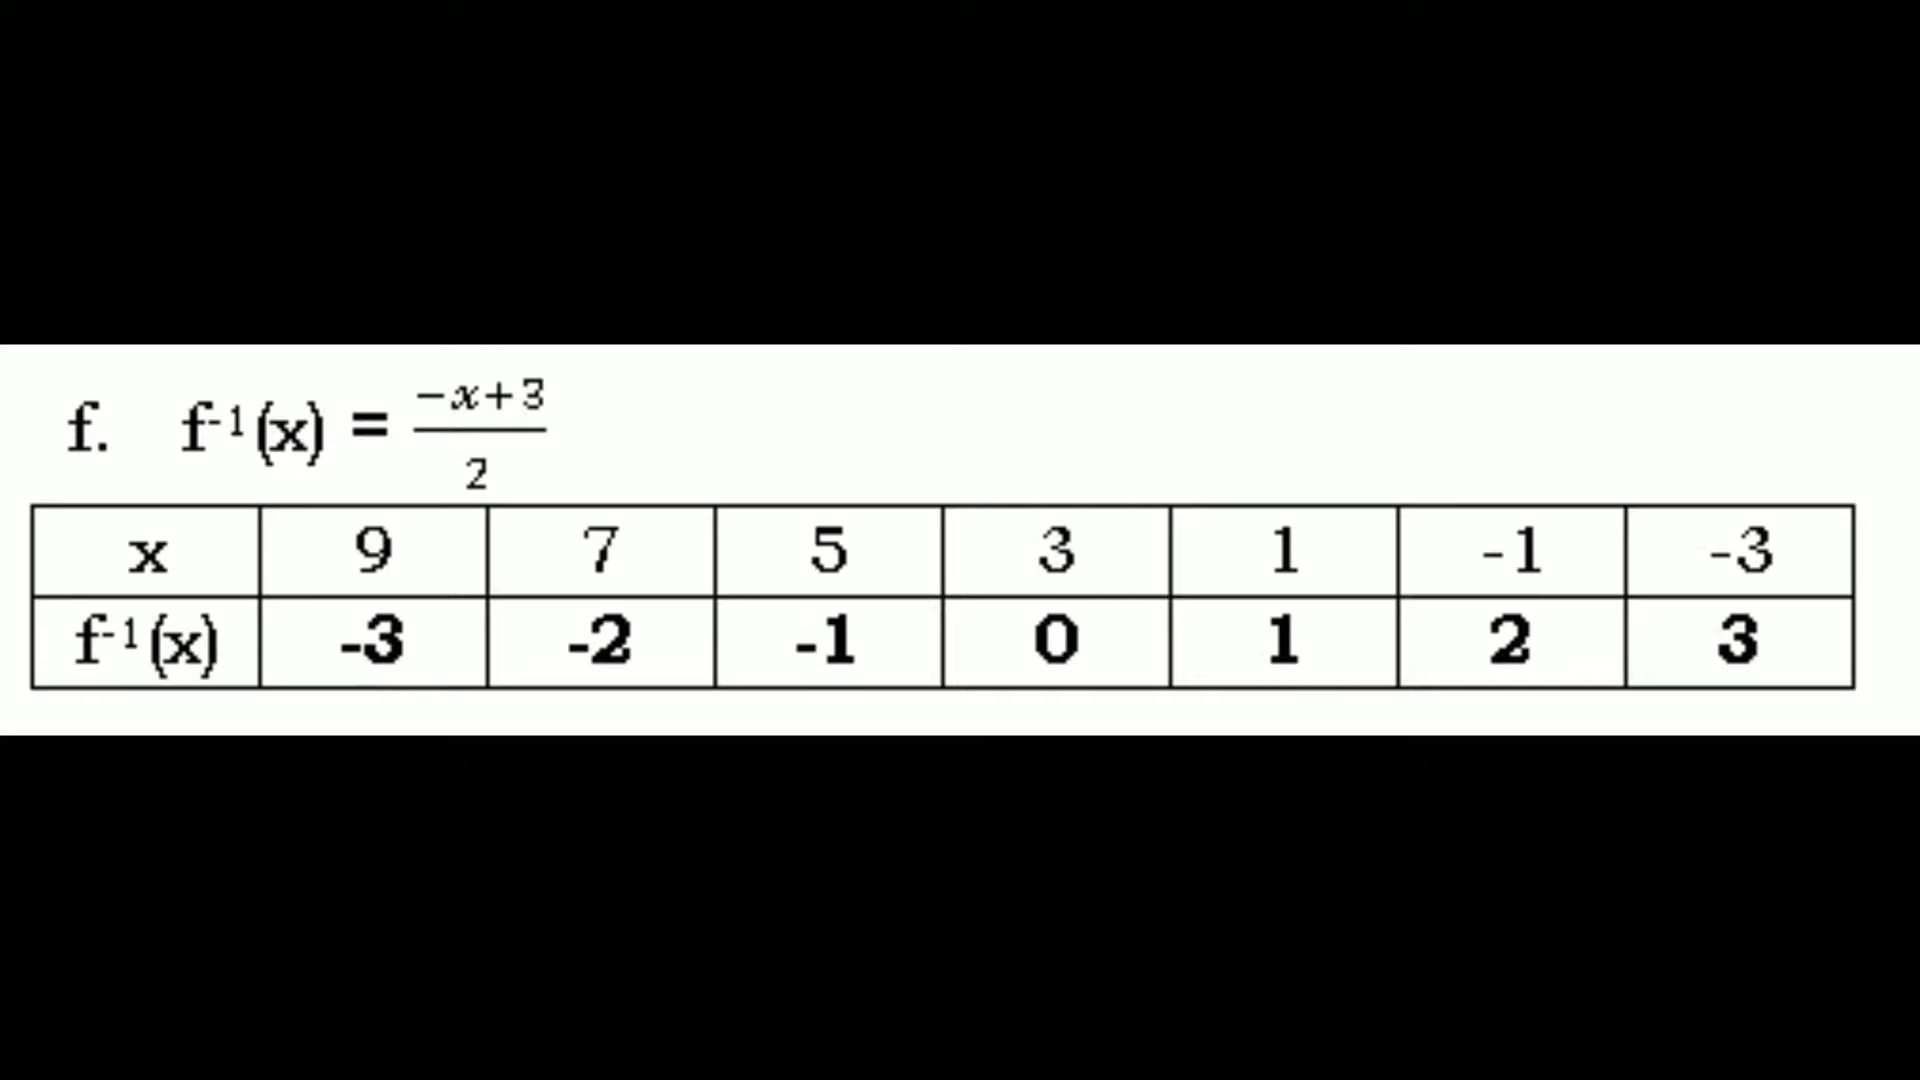 f. f⁻¹(x) = (−x+3)/2
x 9 7 5 3 1 -1 -3
f⁻¹(x) -3 -2 -1 0 1 2 3